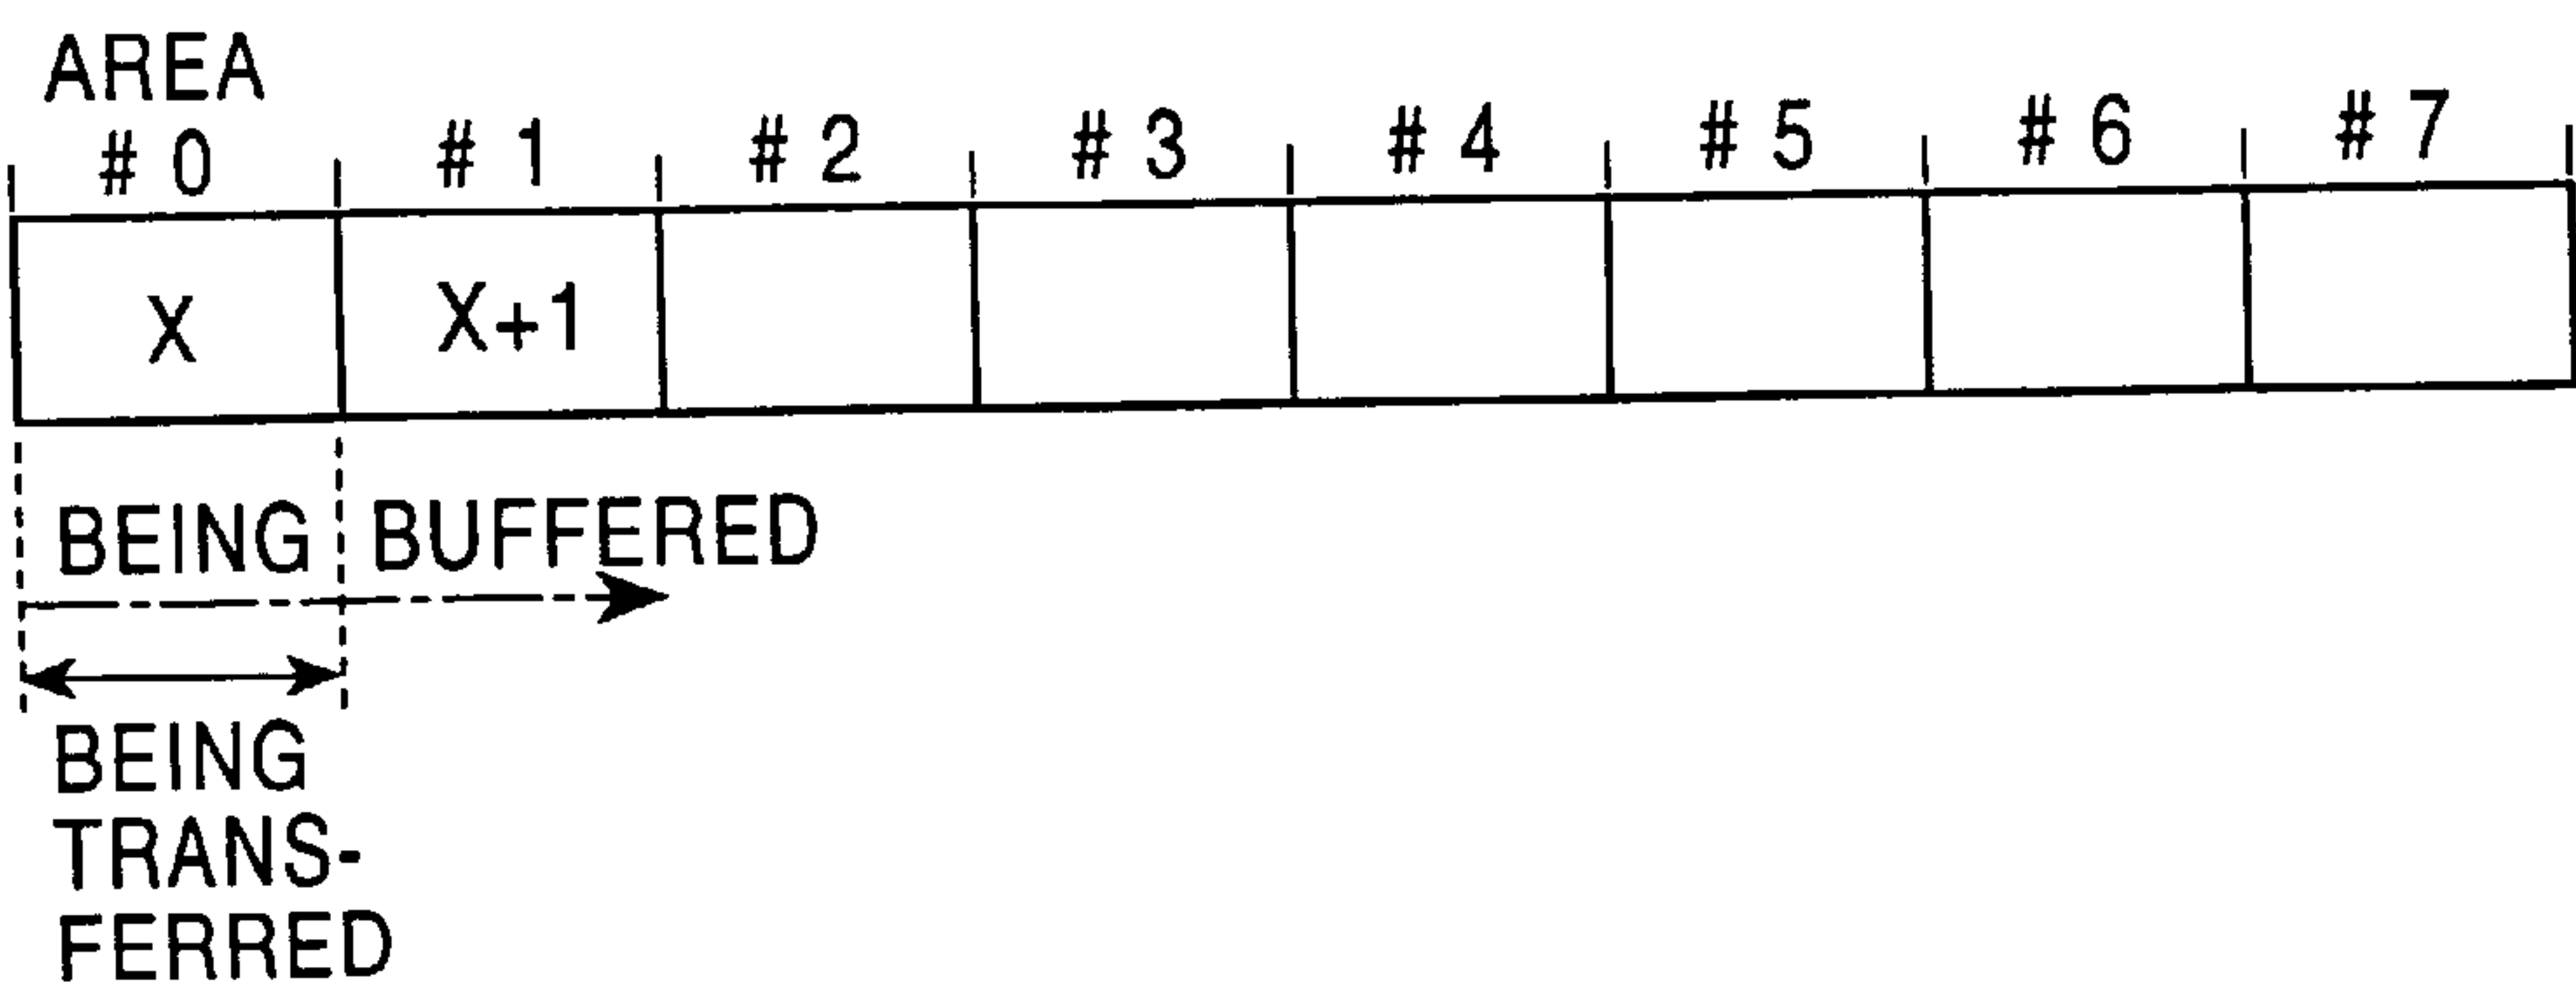 AREA
# 0 # 1 # 2 # 3 # 4 # 5 # 6 # 7
X X+1
BEING BUFFERED
BEING
TRANS-
FERRED